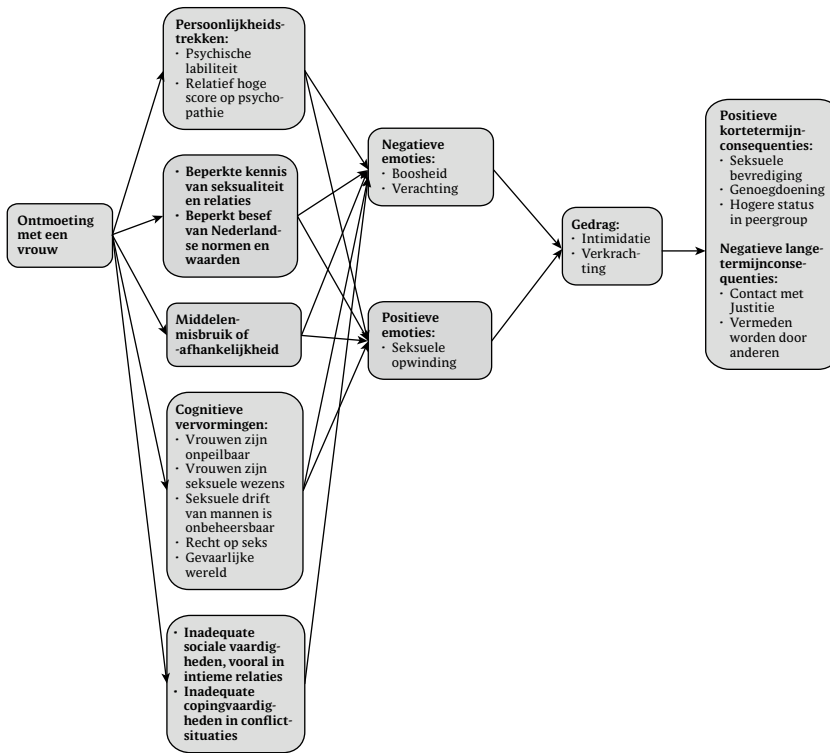 Ontmoeting
met een
vrouw
Persoonlijkheids-
trekken:
· Psychische
labiliteit
· Relatief hoge
score op psycho-
pathie
· Beperkte kennis
van seksualiteit
en relaties
· Beperkt besef
van Nederland-
se normen en
waarden
Middelen-
misbruik of
-afhankelijkheid
Cognitieve
vervormingen:
· Vrouwen zijn
onpeilbaar
· Vrouwen zijn
seksuele wezens
· Seksuele drift
van mannen is
onbeheersbaar
· Recht op seks
· Gevaarlijke
wereld
· Inadequate
sociale vaardig-
heden, vooral in
intieme relaties
· Inadequate
copingvaardig-
heden in conflict-
situaties
Negatieve
emoties:
· Boosheid
· Verachting
Positieve
emoties:
· Seksuele
opwinding
Gedrag:
· Intimidatie
· Verkrach-
ting
Positieve
kortetermijn-
consequenties:
· Seksuele
bevrediging
· Genoegdoening
· Hogere status
in peergroup
Negatieve lange-
termijnconse-
quenties:
· Contact met
Justitie
· Vermeden
worden door
anderen